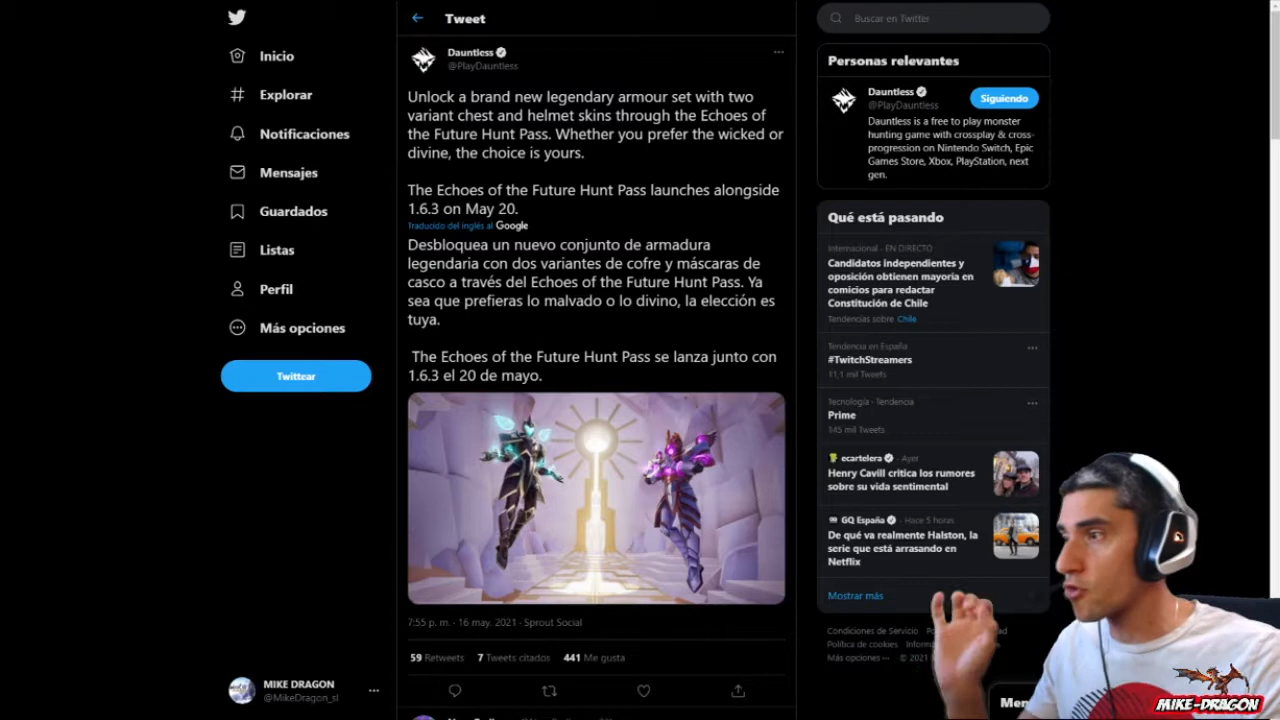 Inicio
Explorar
Notificaciones
Mensajes
Guardados
Listas
Perfil
Más opciones
Twittear
MIKE DRAGON
@MikeDragon_sl
Tweet
Dauntless
@PlayDauntless
Unlock a brand new legendary armour set with two
variant chest and helmet skins through the Echoes of
the Future Hunt Pass. Whether you prefer the wicked or
divine, the choice is yours.
The Echoes of the Future Hunt Pass launches alongside
1.6.3 on May 20.
Traducido del inglés al Google
Desbloquea un nuevo conjunto de armadura
legendaria con dos variantes de cofre y máscaras de
casco a través del Echoes of the Future Hunt Pass. Ya
sea que prefieras lo malvado o lo divino, la elección es
tuya.
The Echoes of the Future Hunt Pass se lanza junto con
1.6.3 el 20 de mayo.
7:55 p. m. · 16 may. 2021 · Sprout Social
59 Retweets 7 Tweets citados 441 Me gusta
Buscar en Twitter
Personas relevantes
Dauntless
@PlayDauntless
Siguiendo
Dauntless is a free to play monster
hunting game with crossplay & cross-
progression on Nintendo Switch, Epic
Games Store, Xbox, PlayStation, next
gen.
Qué está pasando
Internacional · EN DIRECTO
Candidatos independientes y
oposición obtienen mayoría en
comicios para redactar
Constitución de Chile
Tendencias sobre Chile
Tendencia en España
#TwitchStreamers
11,1 mil Tweets
Tecnología · Tendencia
Prime
145 mil Tweets
ecartelera · Ayer
Henry Cavill critica los rumores
sobre su vida sentimental
GQ España · Hace 5 horas
De qué va realmente Halston, la
serie que está arrasando en
Netflix
Mostrar más
Condiciones de Servicio
Política de cookies
Más opciones ··· © 2021
MIKE-DRAGON